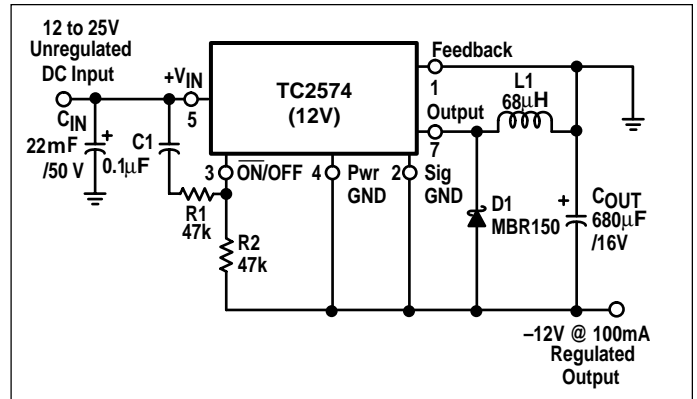 12 to 25V
Unregulated
DC Input
+VIN
5
TC2574
(12V)
Feedback
1
Output
7
L1
68µH
CIN
22mF
/50 V
C1
0.1µF
3
ON/OFF
4
Pwr
GND
2
Sig
GND
R1
47k
R2
47k
D1
MBR150
COUT
680µF
/16V
–12V @ 100mA
Regulated
Output